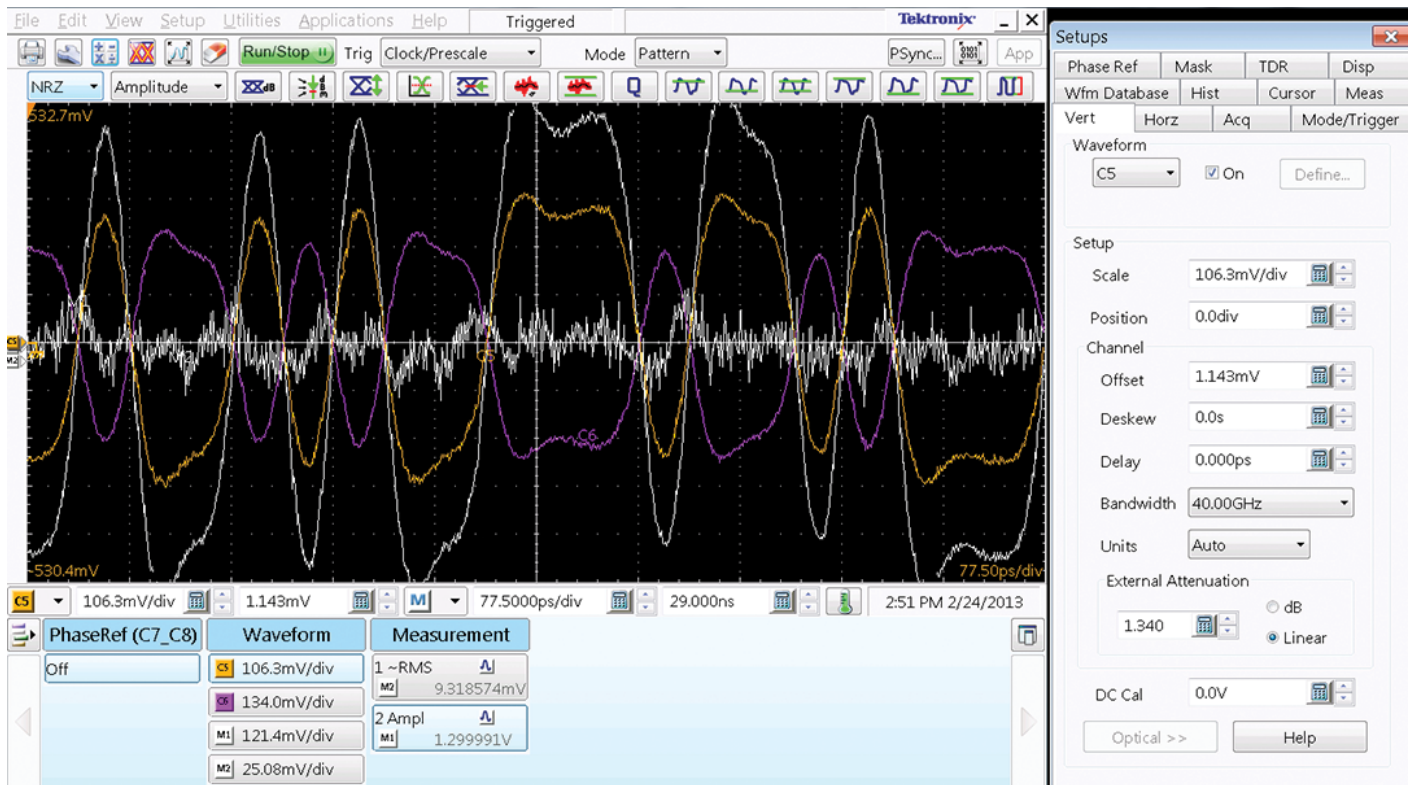 File Edit View Setup Utilities Applications Help Triggered Tektronix
Run/Stop Trig Clock/Prescale Mode Pattern PSync... App
NRZ Amplitude dB Q
532.7mV
C5
C6
-530.4mV 77.50ps/div
C5 106.3mV/div 1.143mV M 77.5000ps/div 29.000ns 2:51 PM 2/24/2013
PhaseRef (C7_C8) Waveform Measurement
Off C5 106.3mV/div 1 ~RMS
M2 9.318574mV
C6 134.0mV/div 2 Ampl
M1 121.4mV/div M1 1.299991V
M2 25.08mV/div
Setups
Phase Ref Mask TDR Disp
Wfm Database Hist Cursor Meas
Vert Horz Acq Mode/Trigger
Waveform
C5 On Define...
Setup
Scale 106.3mV/div
Position 0.0div
Channel
Offset 1.143mV
Deskew 0.0s
Delay 0.000ps
Bandwidth 40.00GHz
Units Auto
External Attenuation
1.340 dB
Linear
DC Cal 0.0V
Optical >> Help